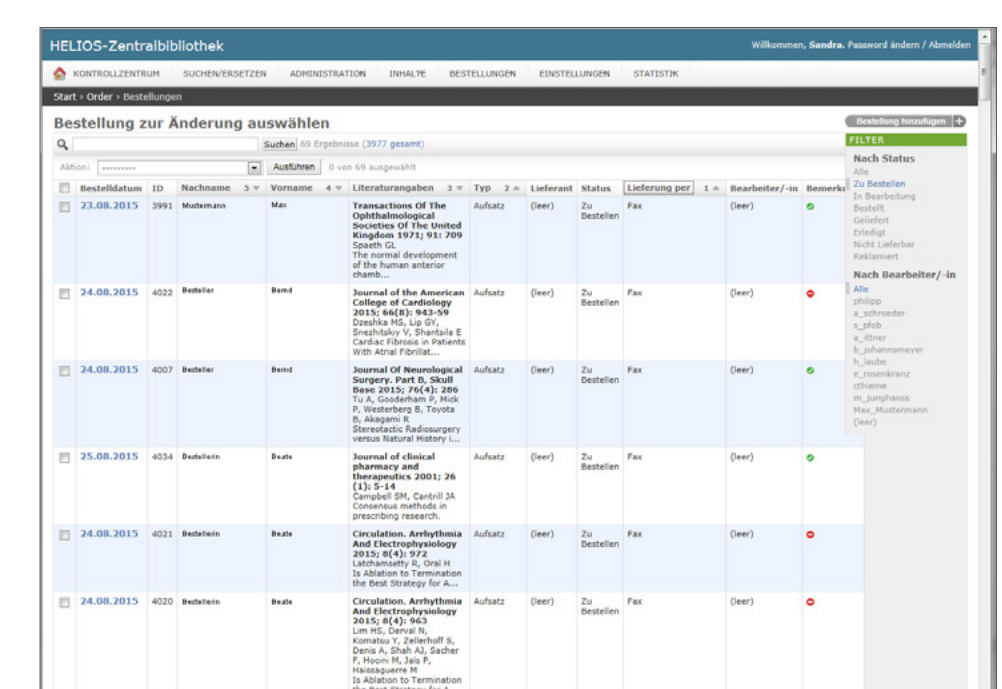 HELIOS-Zentralbibliothek
Willkommen, Sandra. Password ändern / Abmelden
KONTROLLZENTRUM SUCHEN/ERSETZEN ADMINISTRATION INHALTE BESTELLUNGEN EINSTELLUNGEN STATISTIK
Start › Order › Bestellungen
Bestellung zur Änderung auswählen
Bestellung hinzufügen +
Suchen 69 Ergebnisse (3977 gesamt)
Aktion: --------- Ausführen 0 von 69 ausgewählt
Bestelldatum ID Nachname 5 Vorname 4 Literaturangaben 3 Typ 2 Lieferant Status Lieferung per 1 Bearbeiter/-in Bemerku
23.08.2015 3991 Mustermann Max Transactions Of The Aufsatz (leer) Zu Fax (leer)
Ophthalmological Bestellen
Societies Of The United
Kingdom 1971; 91: 709
Spaeth GL
The normal development
of the human anterior
chamb...
24.08.2015 4022 Besteller Bernd Journal of the American Aufsatz (leer) Zu Fax (leer)
College of Cardiology Bestellen
2015; 66(8): 943-59
Dzeshka MS, Lip GY,
Snezhitskiy V, Shantsila E
Cardiac Fibrosis in Patients
With Atrial Fibrillat...
24.08.2015 4007 Besteller Bernd Journal Of Neurological Aufsatz (leer) Zu Fax (leer)
Surgery. Part B, Skull Bestellen
Base 2015; 76(4): 286
Tu A, Gooderham P, Mick
P, Westerberg B, Toyota
B, Akagami R
Stereotactic Radiosurgery
versus Natural History i...
25.08.2015 4034 Bestellerin Beate Journal of clinical Aufsatz (leer) Zu Fax (leer)
pharmacy and Bestellen
therapeutics 2001; 26
(1): 5-14
Campbell SM, Cantrill JA
Consensus methods in
prescribing research.
24.08.2015 4021 Bestellerin Beate Circulation. Arrhythmia Aufsatz (leer) Zu Fax (leer)
And Electrophysiology Bestellen
2015; 8(4): 972
Latchamsetty R, Oral H
Is Ablation to Termination
the Best Strategy for A...
24.08.2015 4020 Bestellerin Beate Circulation. Arrhythmia Aufsatz (leer) Zu Fax (leer)
And Electrophysiology Bestellen
2015; 8(4): 963
Lim HS, Derval N,
Komatsu Y, Zellerhoff S,
Denis A, Shah AJ, Sacher
F, Hocini M, Jaïs P,
Haïssaguerre M
Is Ablation to Termination
the Best Strategy for A
FILTER
Nach Status
Alle
Zu Bestellen
In Bearbeitung
Bestellt
Geliefert
Erledigt
Nicht Lieferbar
Reklamiert
Nach Bearbeiter/-in
Alle
philipp
a_schroeder
s_pfob
a_ittner
b_johannsmeyer
h_laube
e_rosenkranz
cthieme
m_junghanss
Max_Mustermann
(leer)